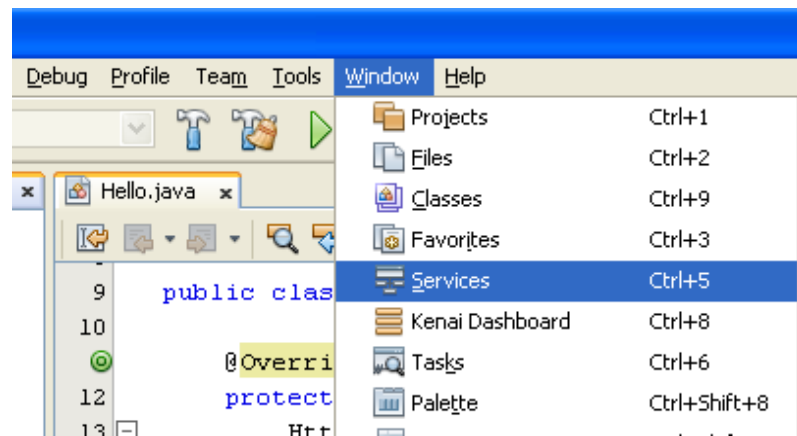 Debug Profile Team Tools Window Help
Projects Ctrl+1
Files Ctrl+2
Hello.java x
Classes Ctrl+9
Favorites Ctrl+3
Services Ctrl+5
9 public clas
Kenai Dashboard Ctrl+8
10
Tasks Ctrl+6
@Overri
Palette Ctrl+Shift+8
12 protect
13 Htt